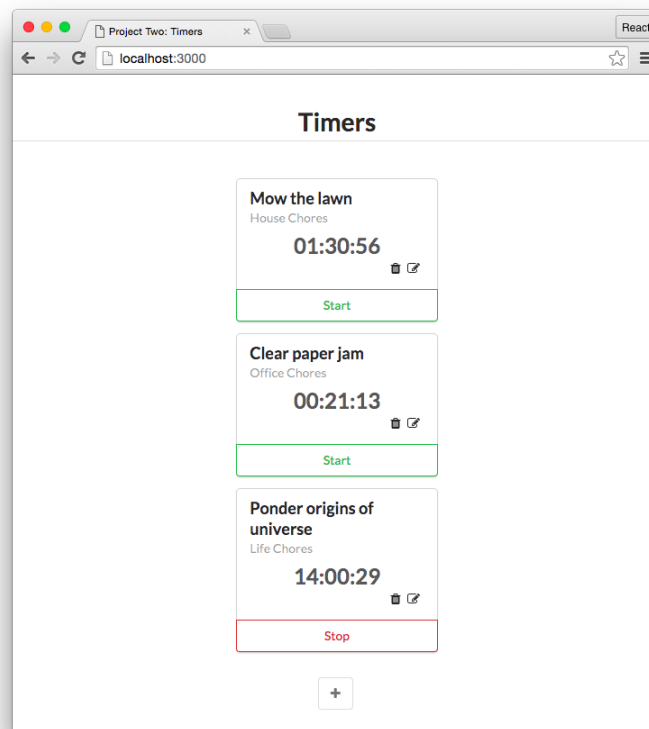 Project Two: Timers
React
localhost:3000
Timers
Mow the lawn
House Chores
01:30:56
Start
Clear paper jam
Office Chores
00:21:13
Start
Ponder origins of
universe
Life Chores
14:00:29
Stop